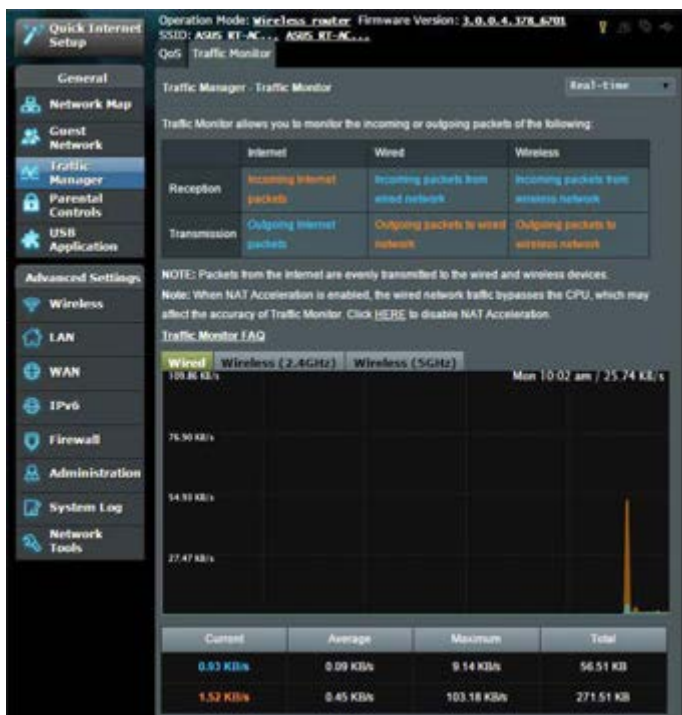 Quick Internet
Setup
Operation Mode: Wireless router Firmware Version: 3.0.0.4.378_6701
SSID: ASUS RT-AC... ASUS RT-AC...
QoS Traffic Monitor
General
Network Map
Guest
Network
Traffic
Manager
Parental
Controls
USB
Application
Advanced Settings
Wireless
LAN
WAN
IPv6
Firewall
Administration
System Log
Network
Tools
Traffic Manager - Traffic Monitor
Real-time
Traffic Monitor allows you to monitor the incoming or outgoing packets of the following:
Internet Wired Wireless
Reception
Incoming Internet
packets
Incoming packets from
wired network
Incoming packets from
wireless network
Transmission
Outgoing Internet
packets
Outgoing packets to wired
network
Outgoing packets to
wireless network
NOTE: Packets from the Internet are evenly transmitted to the wired and wireless devices.
Note: When NAT Acceleration is enabled, the wired network traffic bypasses the CPU, which may
affect the accuracy of Traffic Monitor. Click HERE to disable NAT Acceleration.
Traffic Monitor FAQ
Wired Wireless (2.4GHz) Wireless (5GHz)
109.86 KB/s
Mon 10:02 am / 25.74 KB/s
76.90 KB/s
54.93 KB/s
27.47 KB/s
Current Average Maximum Total
0.93 KB/s 0.09 KB/s 9.14 KB/s 56.51 KB
1.52 KB/s 0.45 KB/s 103.18 KB/s 271.51 KB